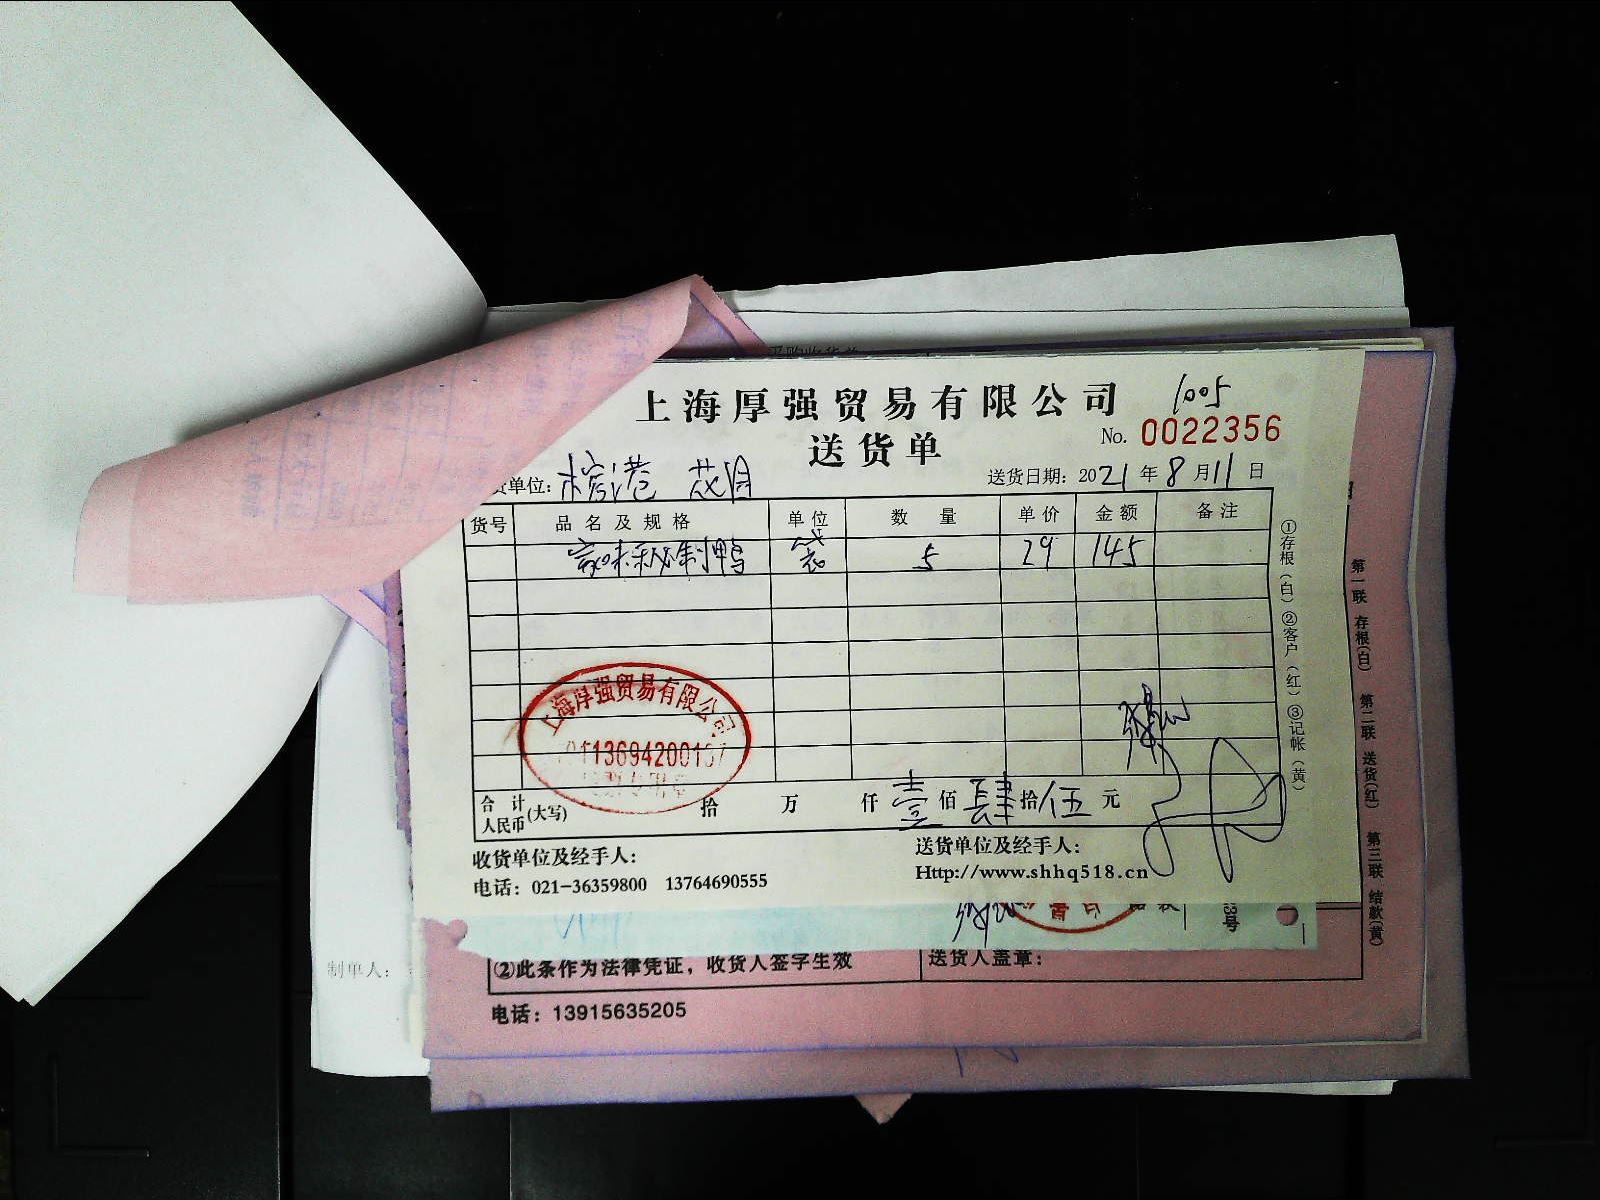 1005
上海厚强贸易有限公司
No. 0022356
送货单
货单位：榕港 花月
送货日期：2021年8月11日
货号 品名及规格 单位 数量 单价 金额 备注
家味秘制鸭 袋 5 29 145
上海厚强贸易有限公司
合计人民币(大写) 拾 万 仟 壹 佰 肆 拾 伍 元
收货单位及经手人：
送货单位及经手人：
电话：021-36359800 13764690555
Http://www.shhq518.cn
①存根（白）②客户（红）③记帐（黄）
第一联 存根(白) 第二联 送货(红) 第三联 结款(黄)
制单人：
②此条作为法律凭证，收货人签字生效
送货人盖章：
电话：13915635205